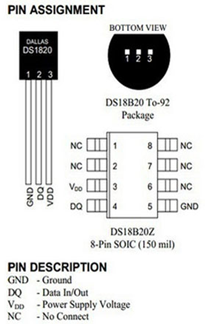 PIN ASSIGNMENT
BOTTOM VIEW
DALLAS
DS1820
1 2 3
1 2 3
GND
DQ
VDD
DS18B20 To-92
Package
NC 1 8 NC
NC 2 7 NC
VDD 3 6 NC
DQ 4 5 GND
DS18B20Z
8-Pin SOIC (150 mil)
PIN DESCRIPTION
GND - Ground
DQ - Data In/Out
VDD - Power Supply Voltage
NC - No Connect